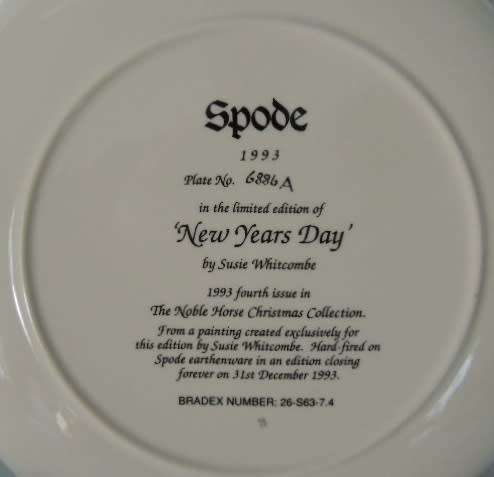 Spode
1993
Plate No. 6894A
in the limited edition of
'New Years Day'
by Susie Whitcombe
1993 fourth issue in
The Noble Horse Christmas Collection.
From a painting created exclusively for
this edition by Susie Whitcombe. Hard-fired on
Spode earthenware in an edition closing
forever on 31st December 1993.
BRADEX NUMBER: 26-S63-7.4